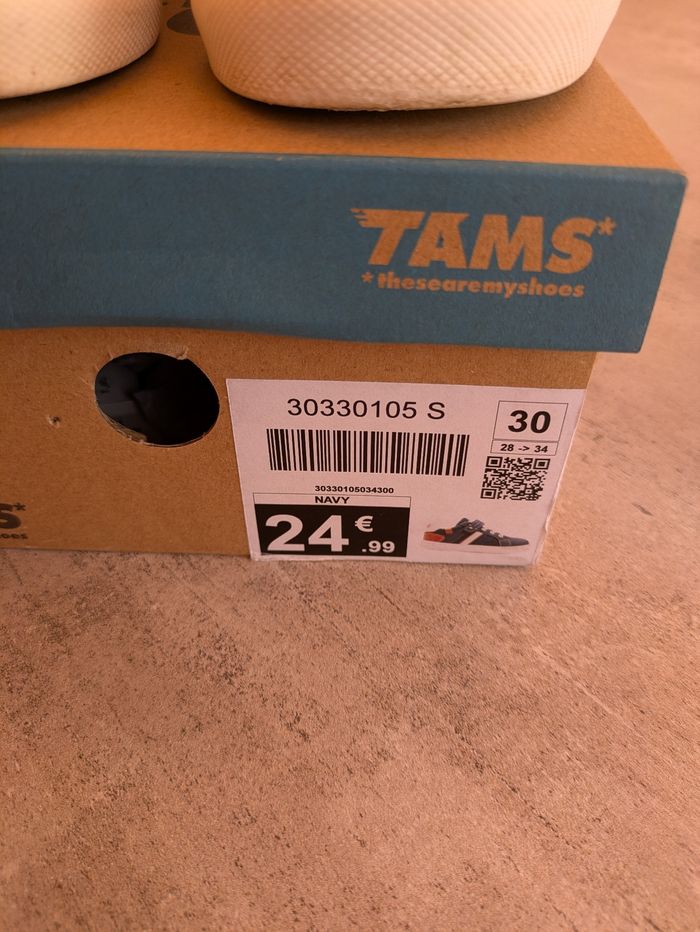 TAMS*
*thesearemyshoes
30330105 S
30
28 -> 34
30330105034300
NAVY
24€.99